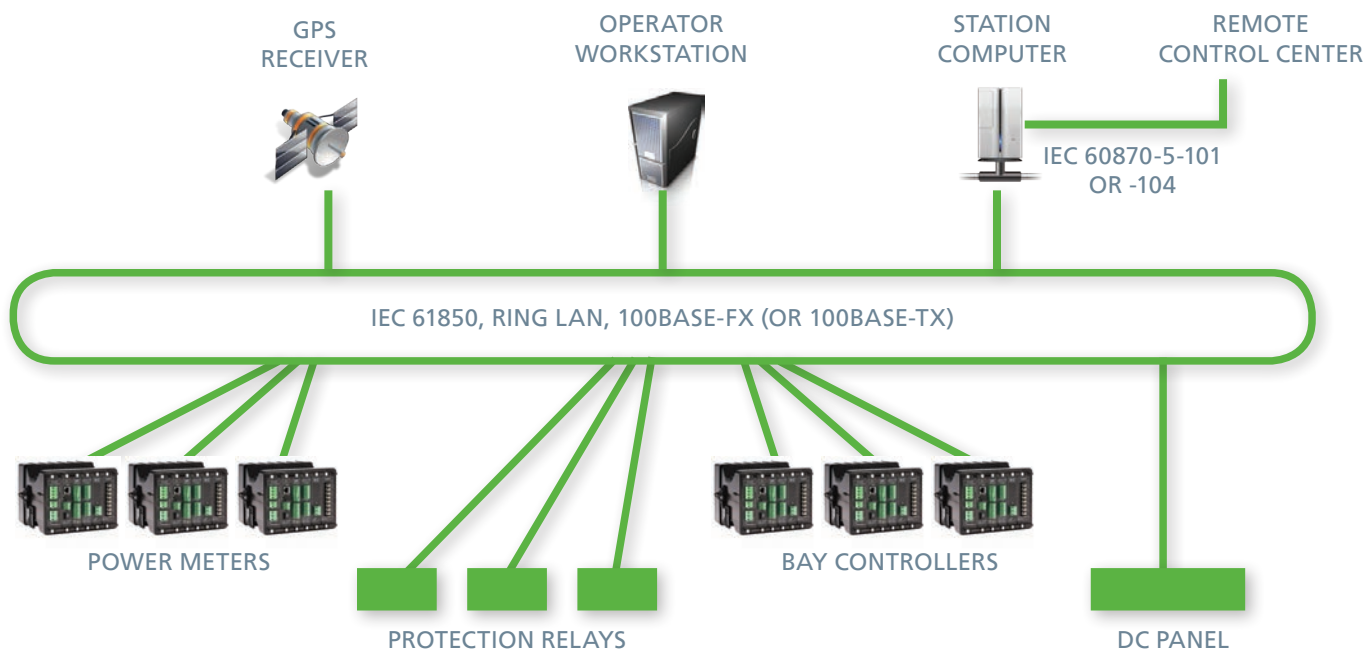 GPS
RECEIVER
OPERATOR
WORKSTATION
STATION
COMPUTER
REMOTE
CONTROL CENTER
IEC 60870-5-101
OR -104
IEC 61850, RING LAN, 100BASE-FX (OR 100BASE-TX)
POWER METERS
BAY CONTROLLERS
PROTECTION RELAYS
DC PANEL